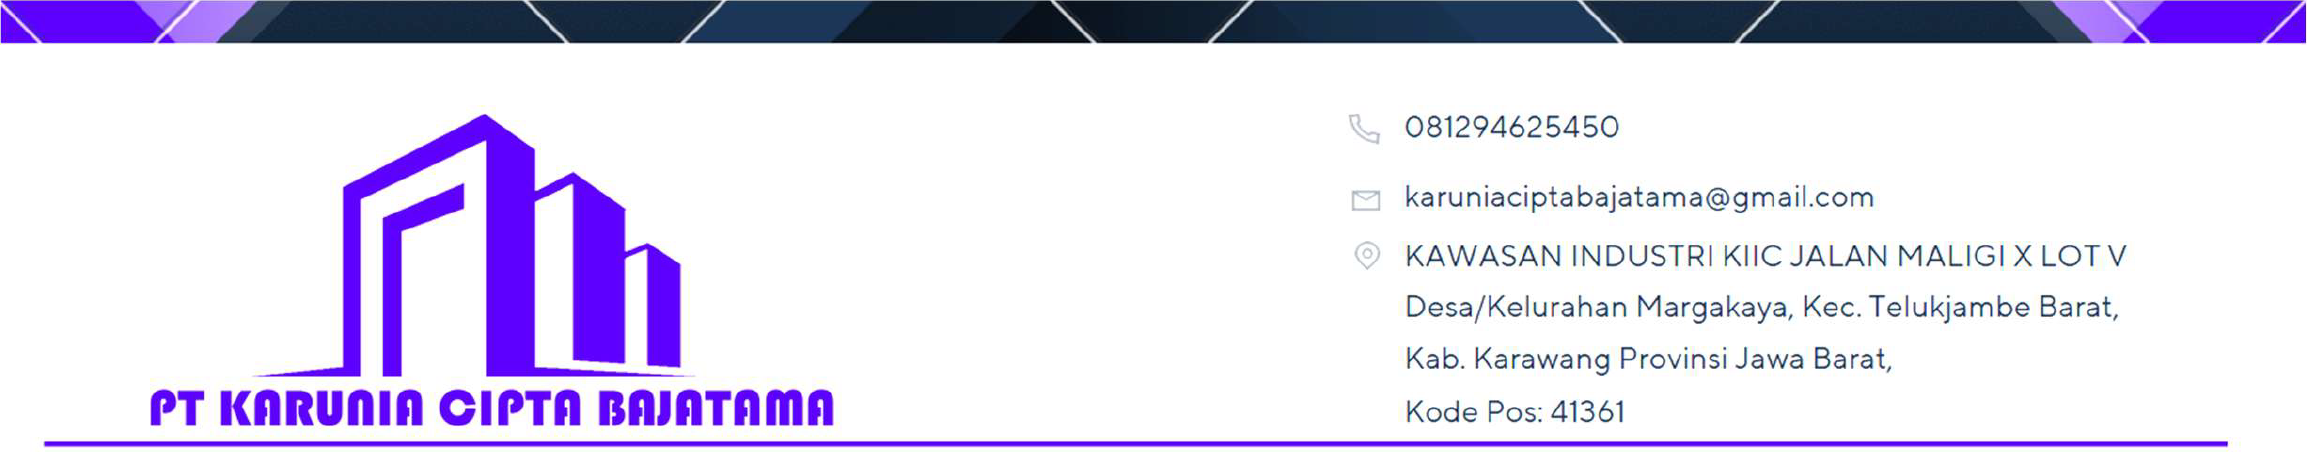 PT KARUNIA CIPTA BAJATAMA
081294625450
karuniaciptabajatama@gmail.com
KAWASAN INDUSTRI KIIC JALAN MALIGI X LOT V
Desa/Kelurahan Margakaya, Kec. Telukjambe Barat,
Kab. Karawang Provinsi Jawa Barat,
Kode Pos: 41361